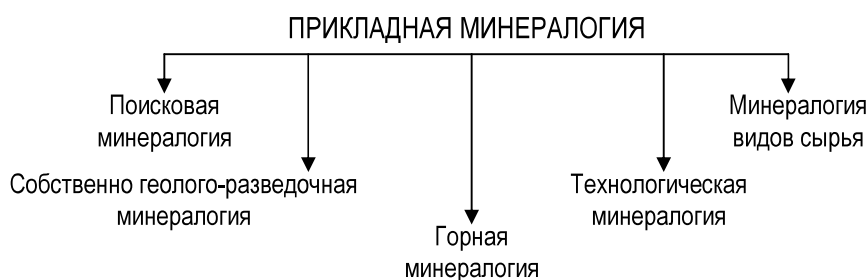 ПРИКЛАДНАЯ МИНЕРАЛОГИЯ
Поисковая
минералогия
Собственно геолого-разведочная
минералогия
Горная
минералогия
Технологическая
минералогия
Минералогия
видов сырья